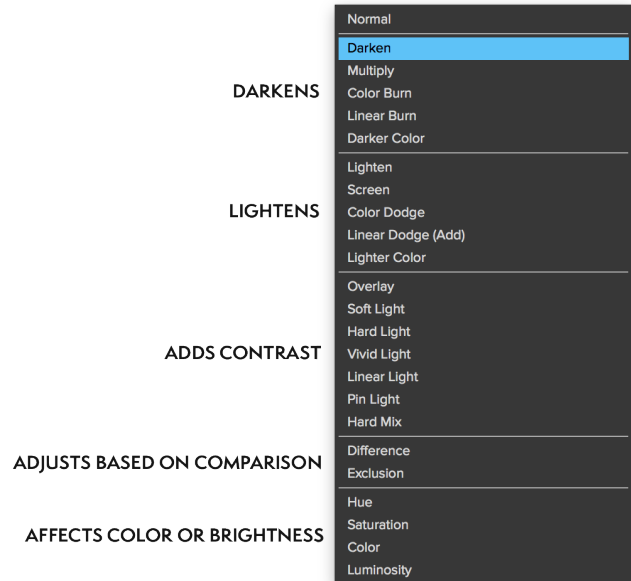 Normal
DARKENS
Darken
Multiply
Color Burn
Linear Burn
Darker Color
LIGHTENS
Lighten
Screen
Color Dodge
Linear Dodge (Add)
Lighter Color
ADDS CONTRAST
Overlay
Soft Light
Hard Light
Vivid Light
Linear Light
Pin Light
Hard Mix
ADJUSTS BASED ON COMPARISON
Difference
Exclusion
AFFECTS COLOR OR BRIGHTNESS
Hue
Saturation
Color
Luminosity